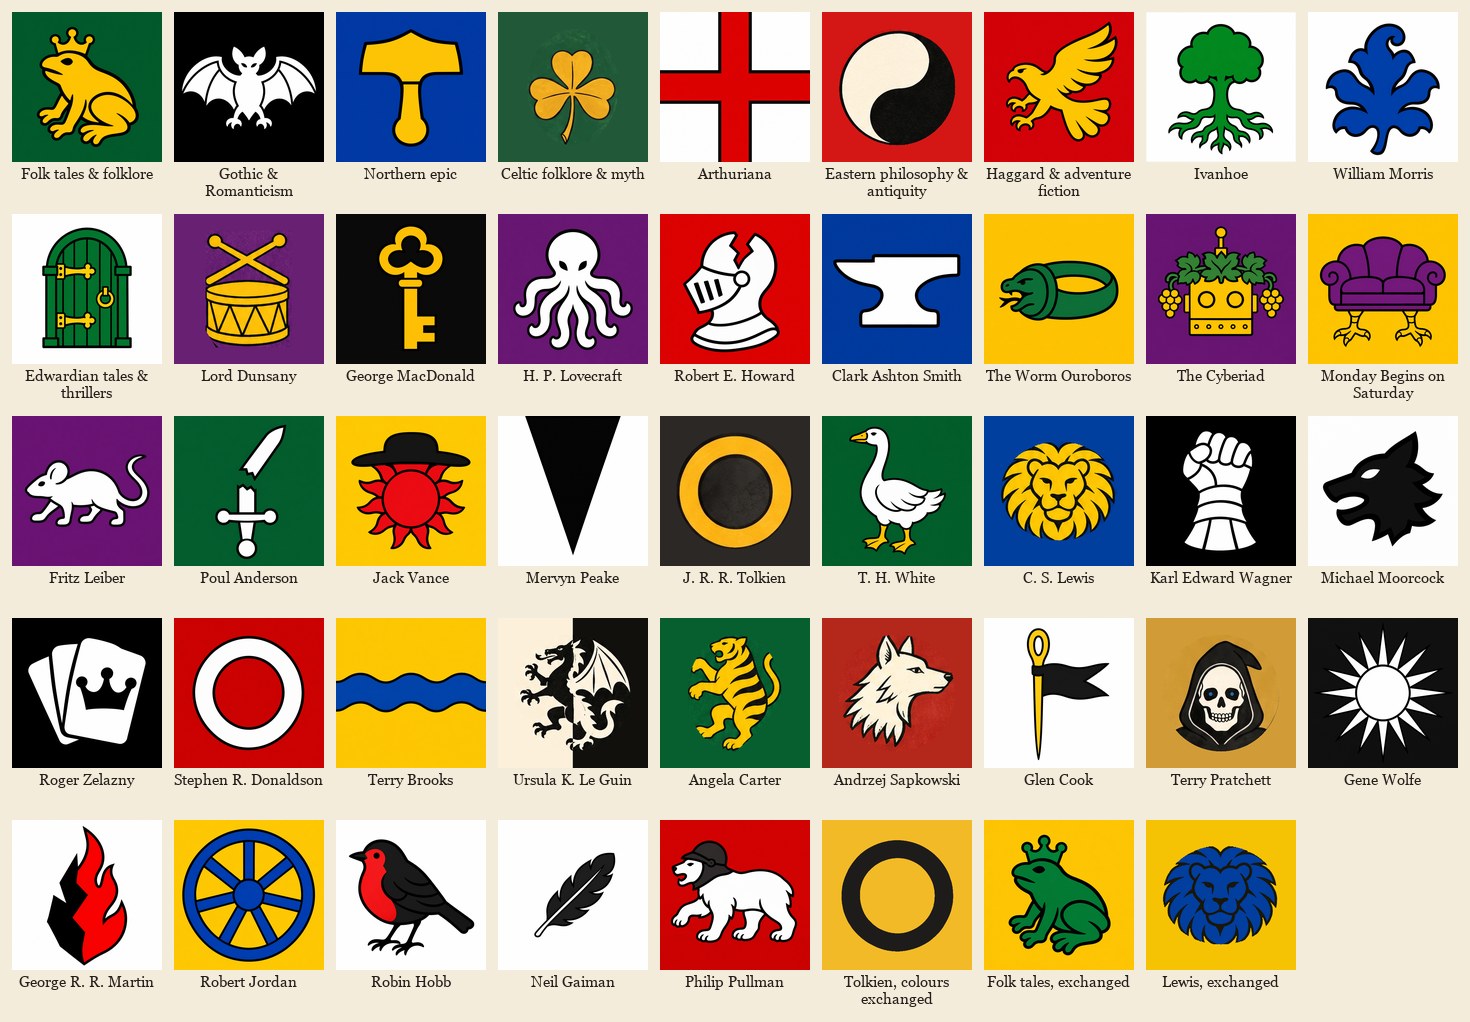 Folk tales & folklore
Gothic &
Romanticism
Northern epic
Celtic folklore & myth
Arthuriana
Eastern philosophy &
antiquity
Haggard & adventure
fiction
Ivanhoe
William Morris
Edwardian tales &
thrillers
Lord Dunsany
George MacDonald
H. P. Lovecraft
Robert E. Howard
Clark Ashton Smith
The Worm Ouroboros
The Cyberiad
Monday Begins on
Saturday
Fritz Leiber
Poul Anderson
Jack Vance
Mervyn Peake
J. R. R. Tolkien
T. H. White
C. S. Lewis
Karl Edward Wagner
Michael Moorcock
Roger Zelazny
Stephen R. Donaldson
Terry Brooks
Ursula K. Le Guin
Angela Carter
Andrzej Sapkowski
Glen Cook
Terry Pratchett
Gene Wolfe
George R. R. Martin
Robert Jordan
Robin Hobb
Neil Gaiman
Philip Pullman
Tolkien, colours
exchanged
Folk tales, exchanged
Lewis, exchanged